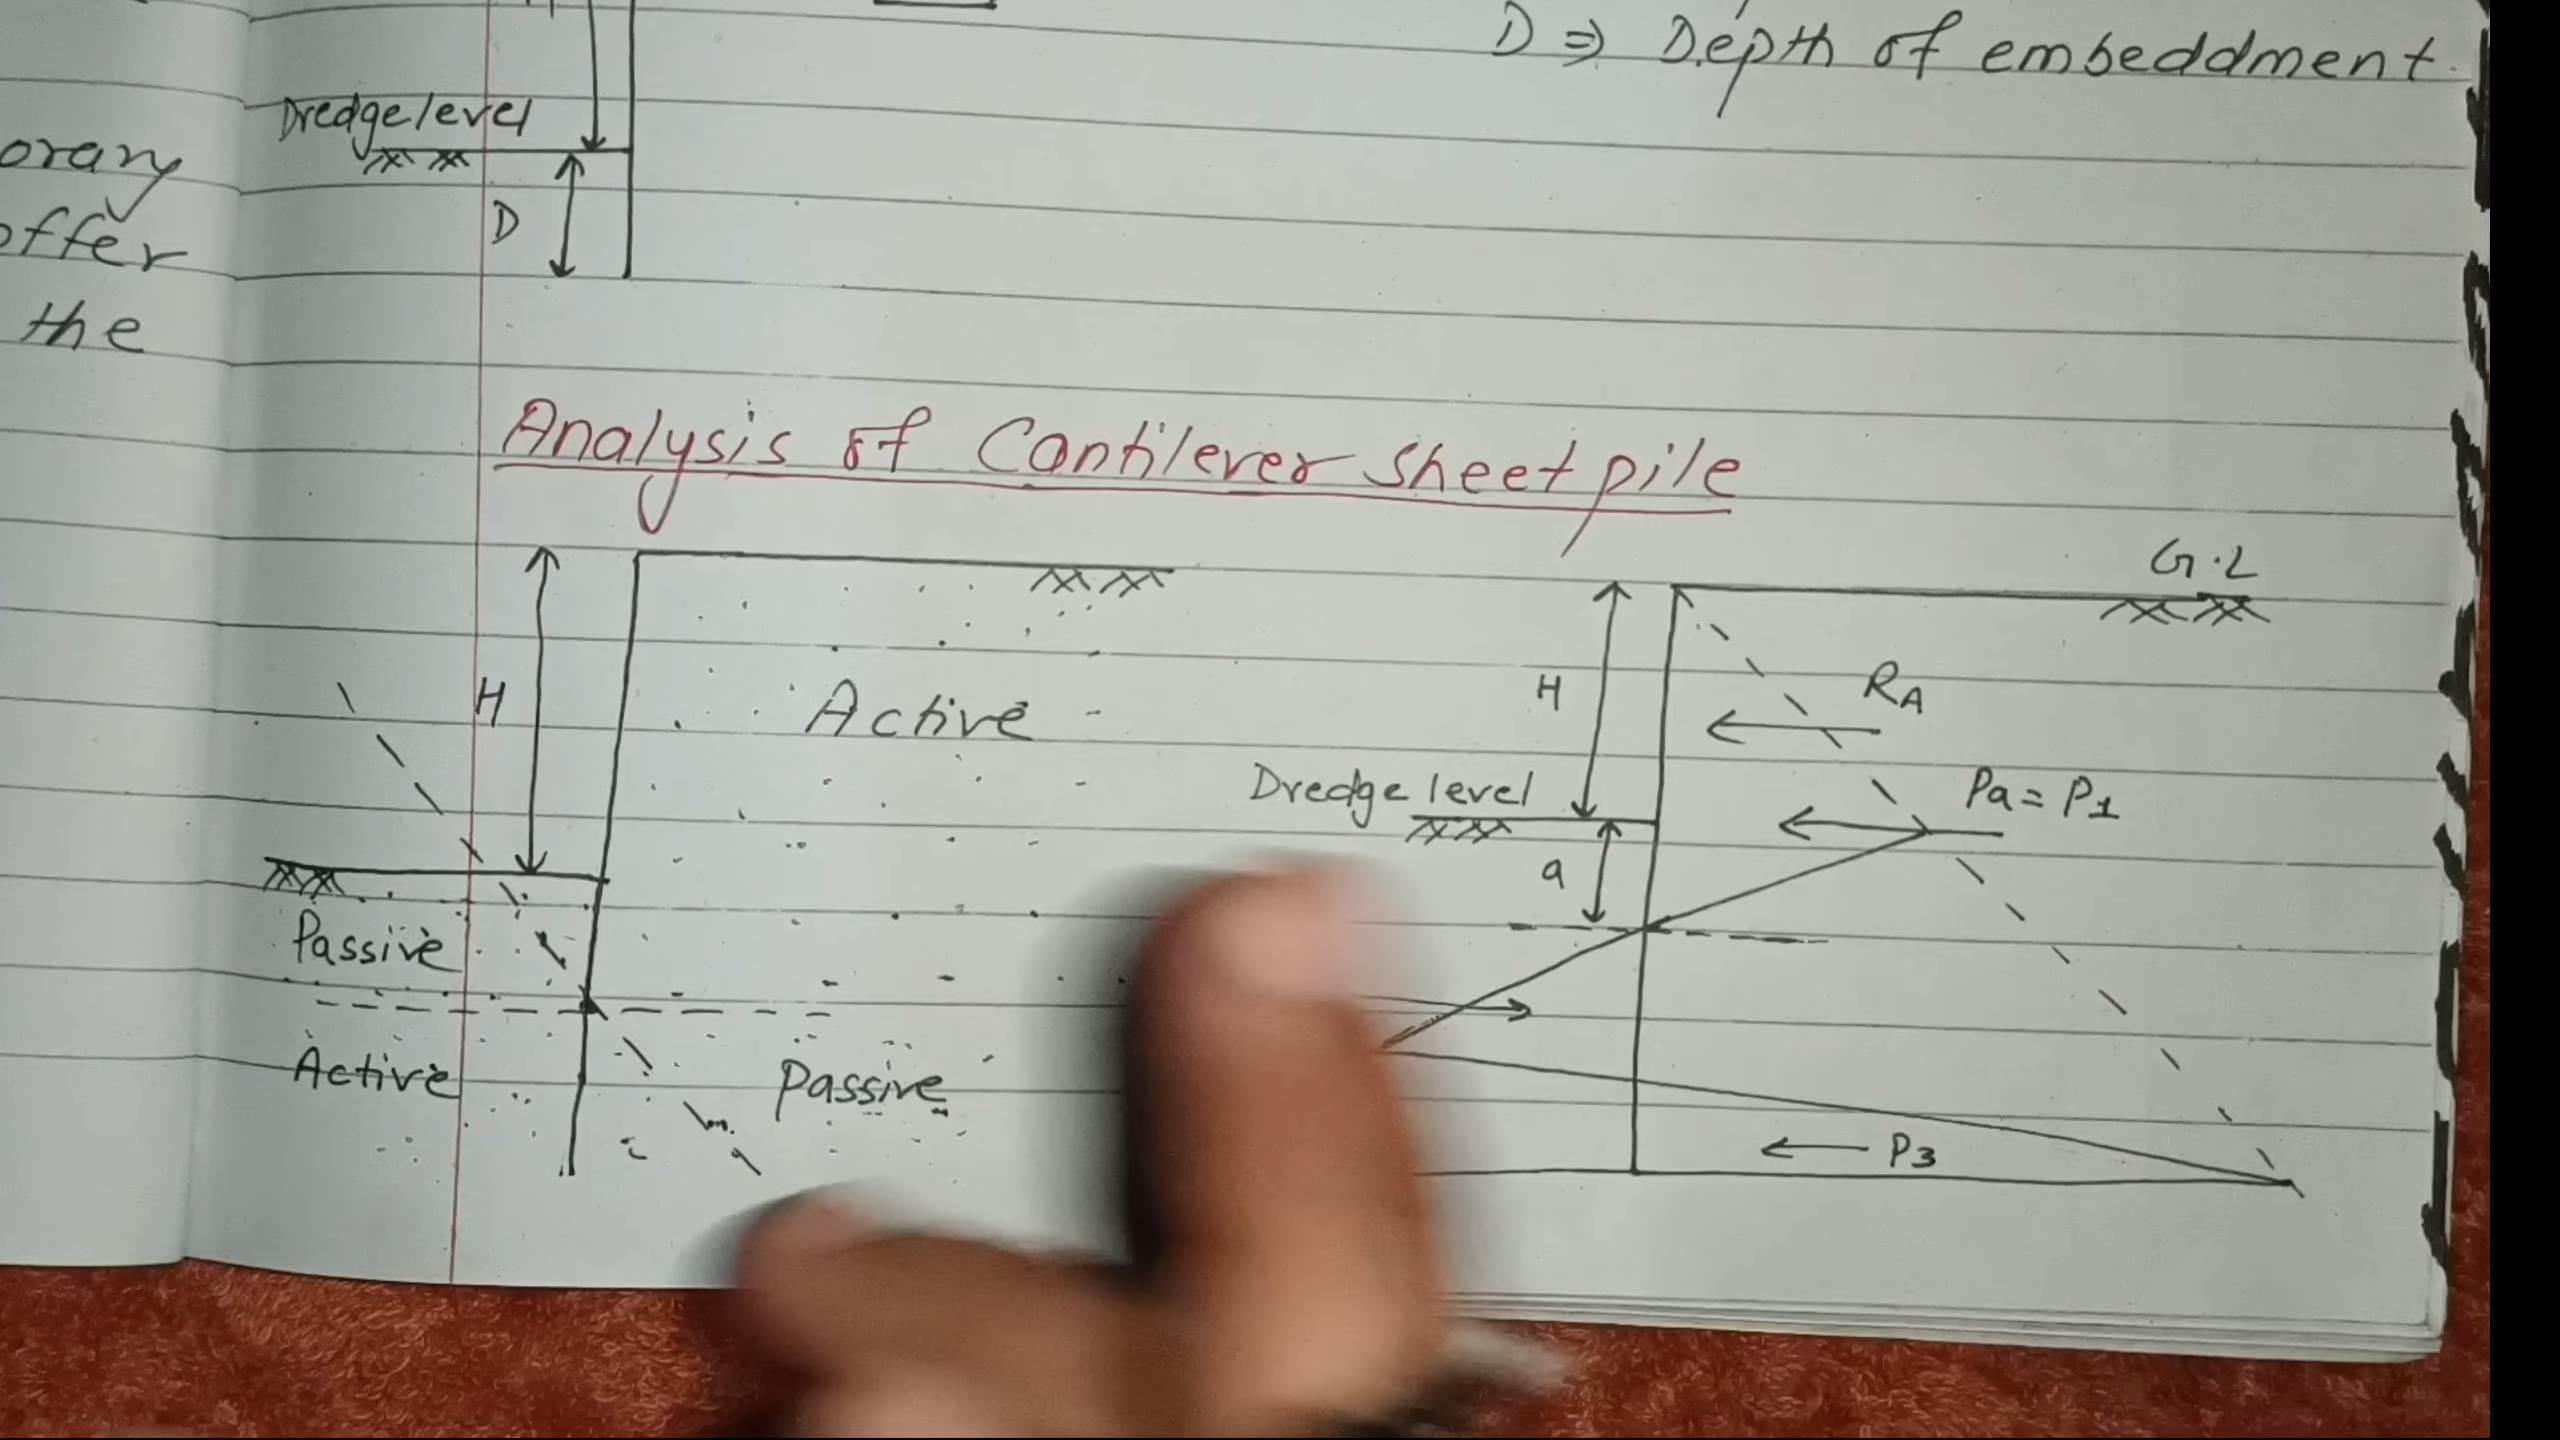 D ⇒ Depth of embeddment.
Dredge level
D
orary
offer
the
Analysis of Cantilever sheet pile
G.L
H
Active
H
RA
Dredge level
Pa = P1
a
Passive
Active
Passive
P3